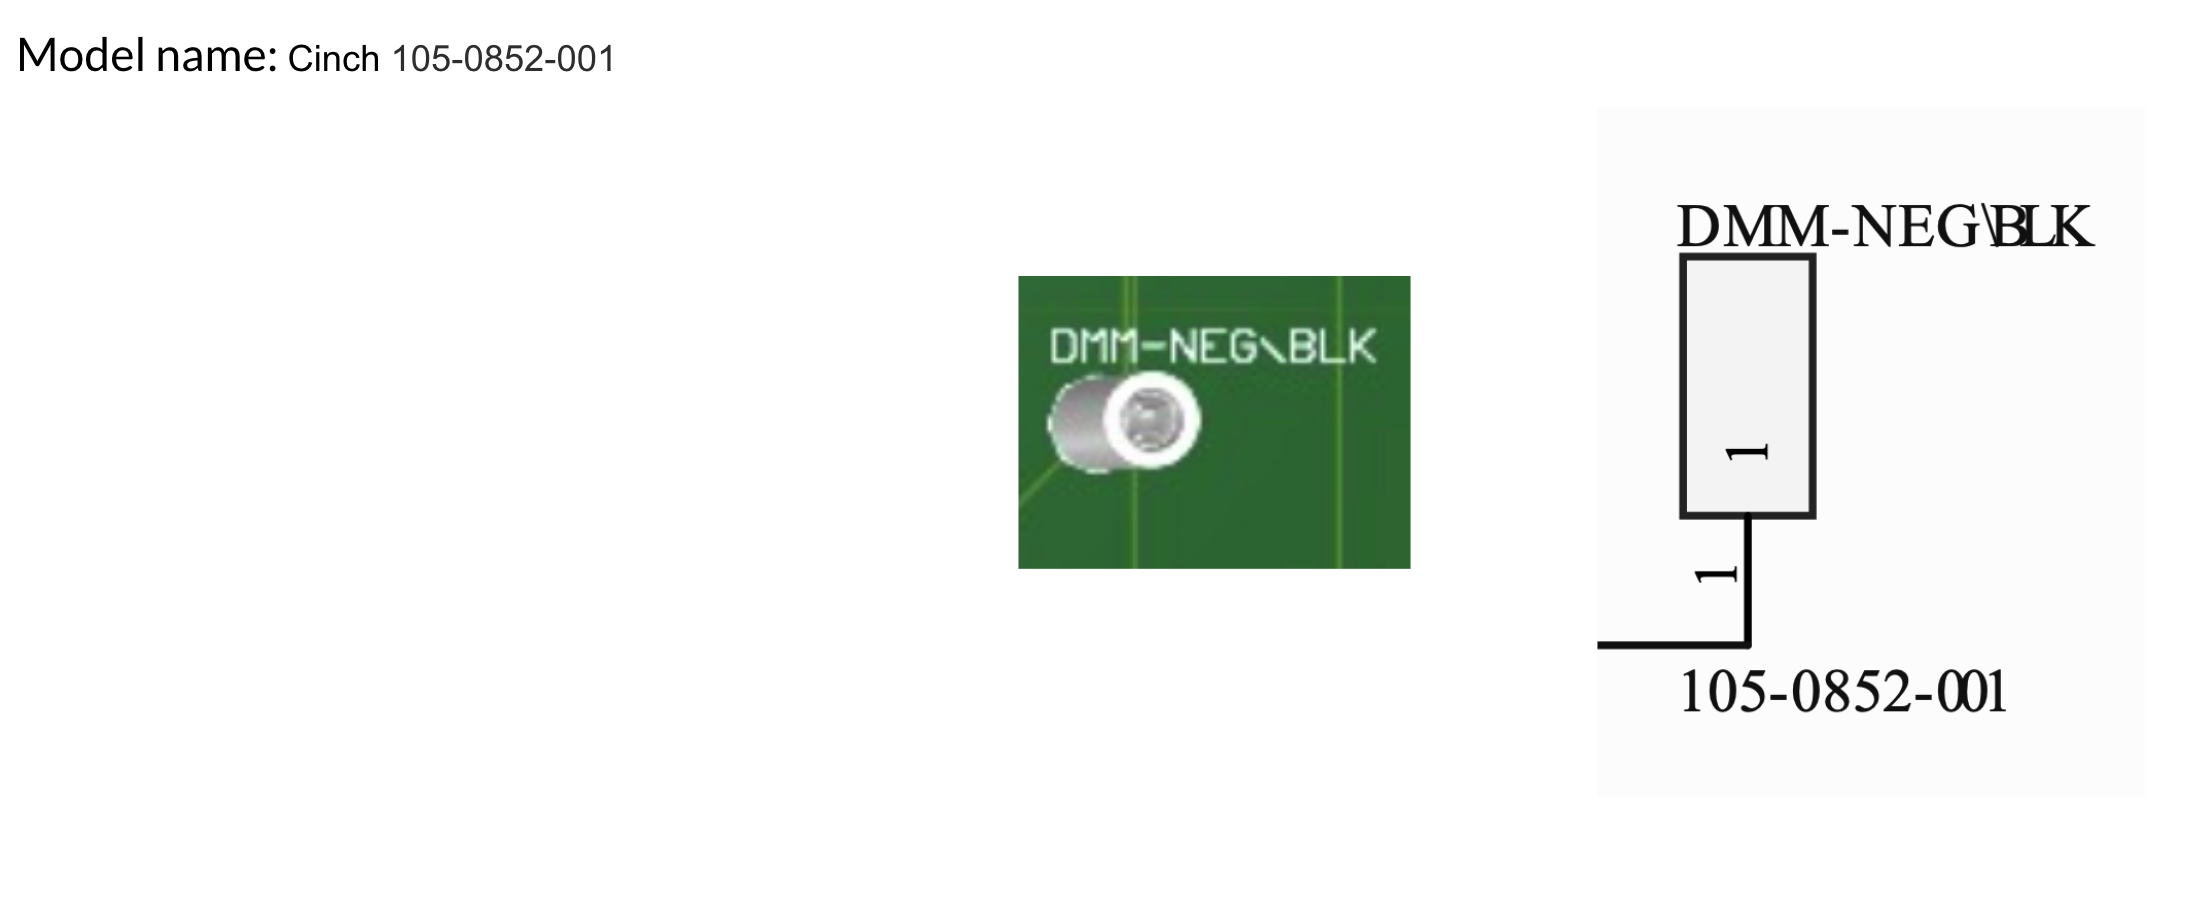 Model name: Cinch 105-0852-001
DMM-NEG\BLK
DMM-NEG\BLK
1
1
105-0852-001